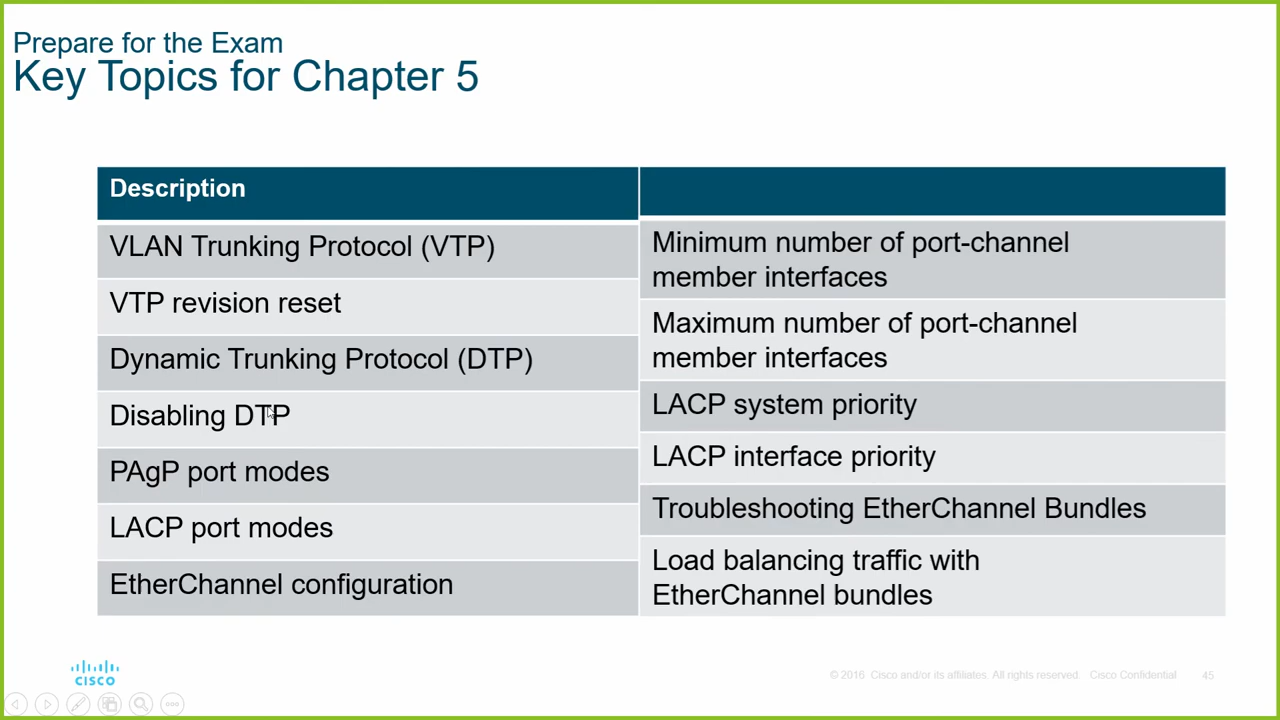 Prepare for the Exam
Key Topics for Chapter 5
Description
VLAN Trunking Protocol (VTP)
VTP revision reset
Dynamic Trunking Protocol (DTP)
Disabling DTP
PAgP port modes
LACP port modes
EtherChannel configuration
Minimum number of port-channel
member interfaces
Maximum number of port-channel
member interfaces
LACP system priority
LACP interface priority
Troubleshooting EtherChannel Bundles
Load balancing traffic with
EtherChannel bundles
CISCO
© 2016 Cisco and/or its affiliates. All rights reserved. Cisco Confidential 45